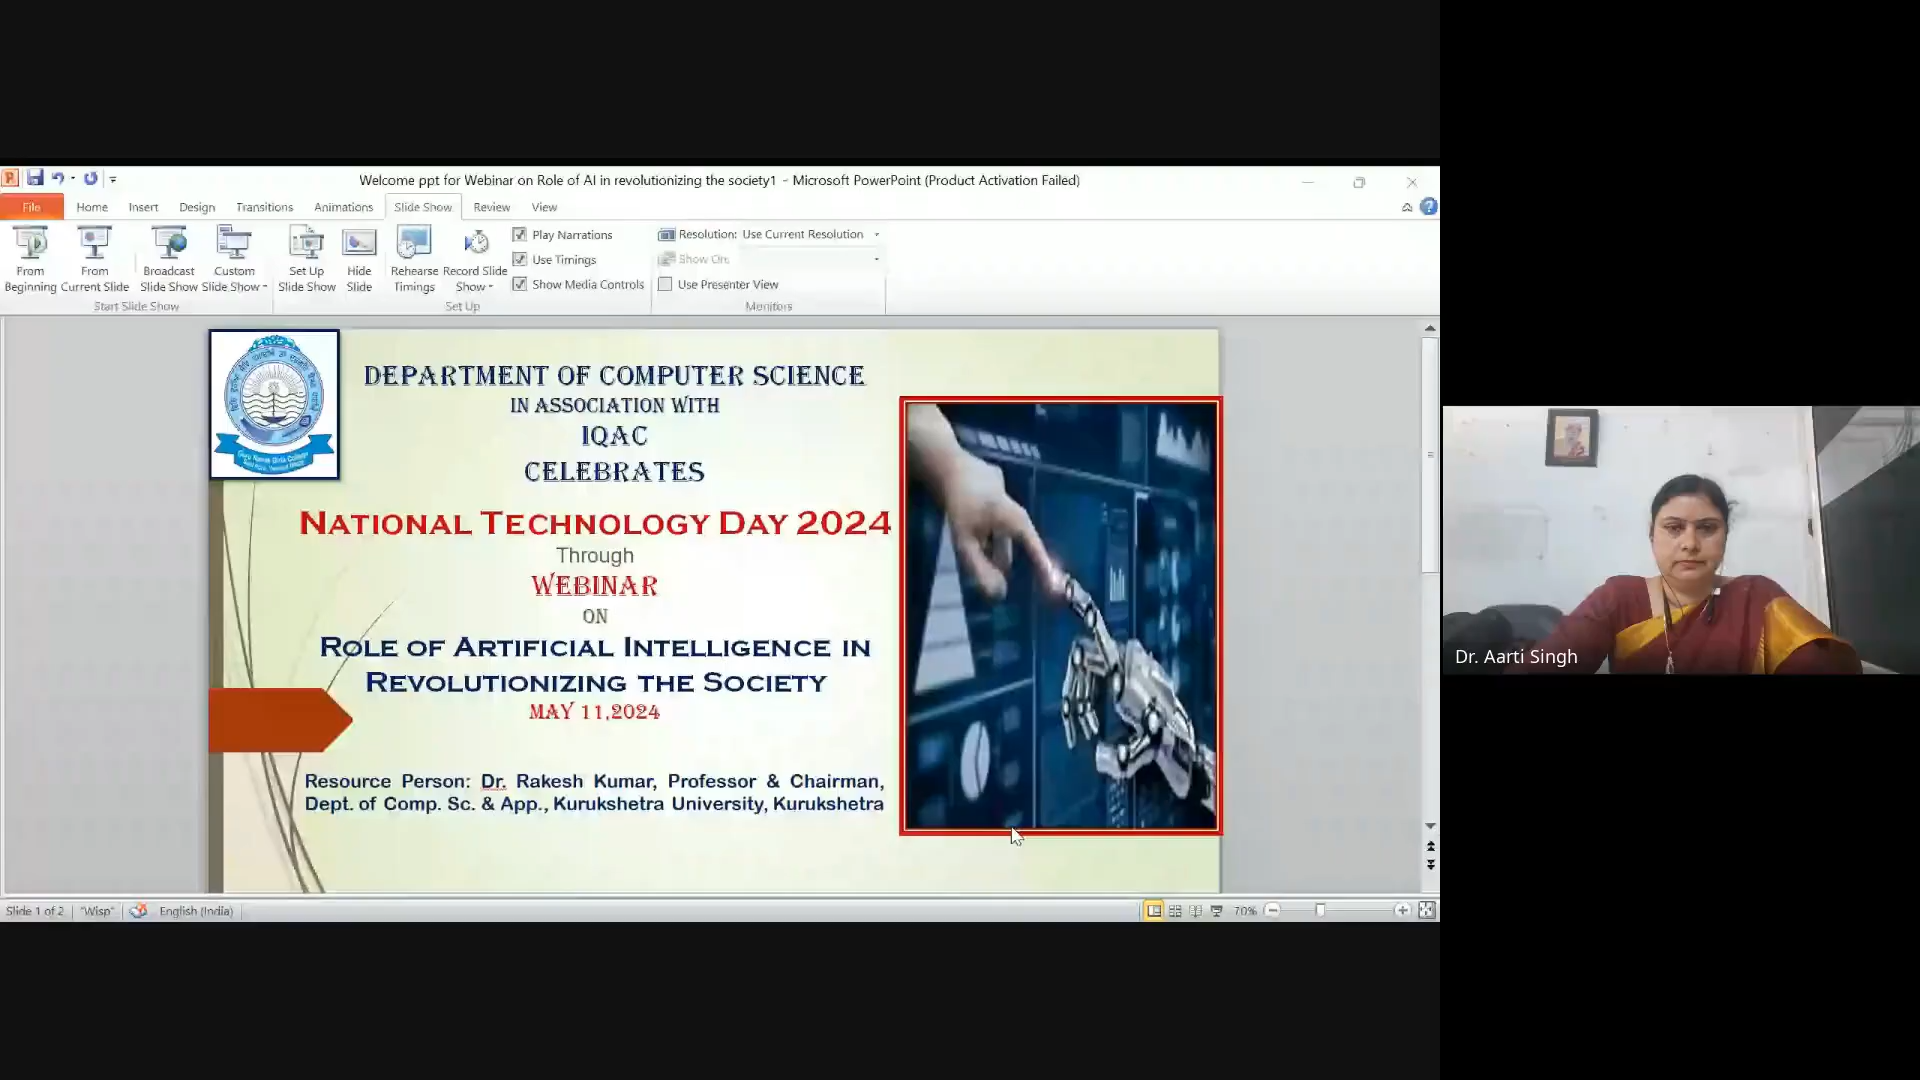 Welcome ppt for Webinar on Role of AI in revolutionizing the society1 - Microsoft PowerPoint (Product Activation Failed)
File Home Insert Design Transitions Animations Slide Show Review View
From Beginning
From Current Slide
Broadcast Slide Show
Custom Slide Show
Set Up Slide Show
Hide Slide
Rehearse Timings
Record Slide Show
Play Narrations
Use Timings
Show Media Controls
Resolution: Use Current Resolution
Show On:
Use Presenter View
Start Slide Show
Set Up
Monitors
DEPARTMENT OF COMPUTER SCIENCE
IN ASSOCIATION WITH
IQAC
CELEBRATES
NATIONAL TECHNOLOGY DAY 2024
Through
WEBINAR
ON
ROLE OF ARTIFICIAL INTELLIGENCE IN
REVOLUTIONIZING THE SOCIETY
MAY 11,2024
Resource Person: Dr. Rakesh Kumar, Professor & Chairman,
Dept. of Comp. Sc. & App., Kurukshetra University, Kurukshetra
Guru Nanak Girls College
Dr. Aarti Singh
Slide 1 of 2 "Wisp" English (India) 70%